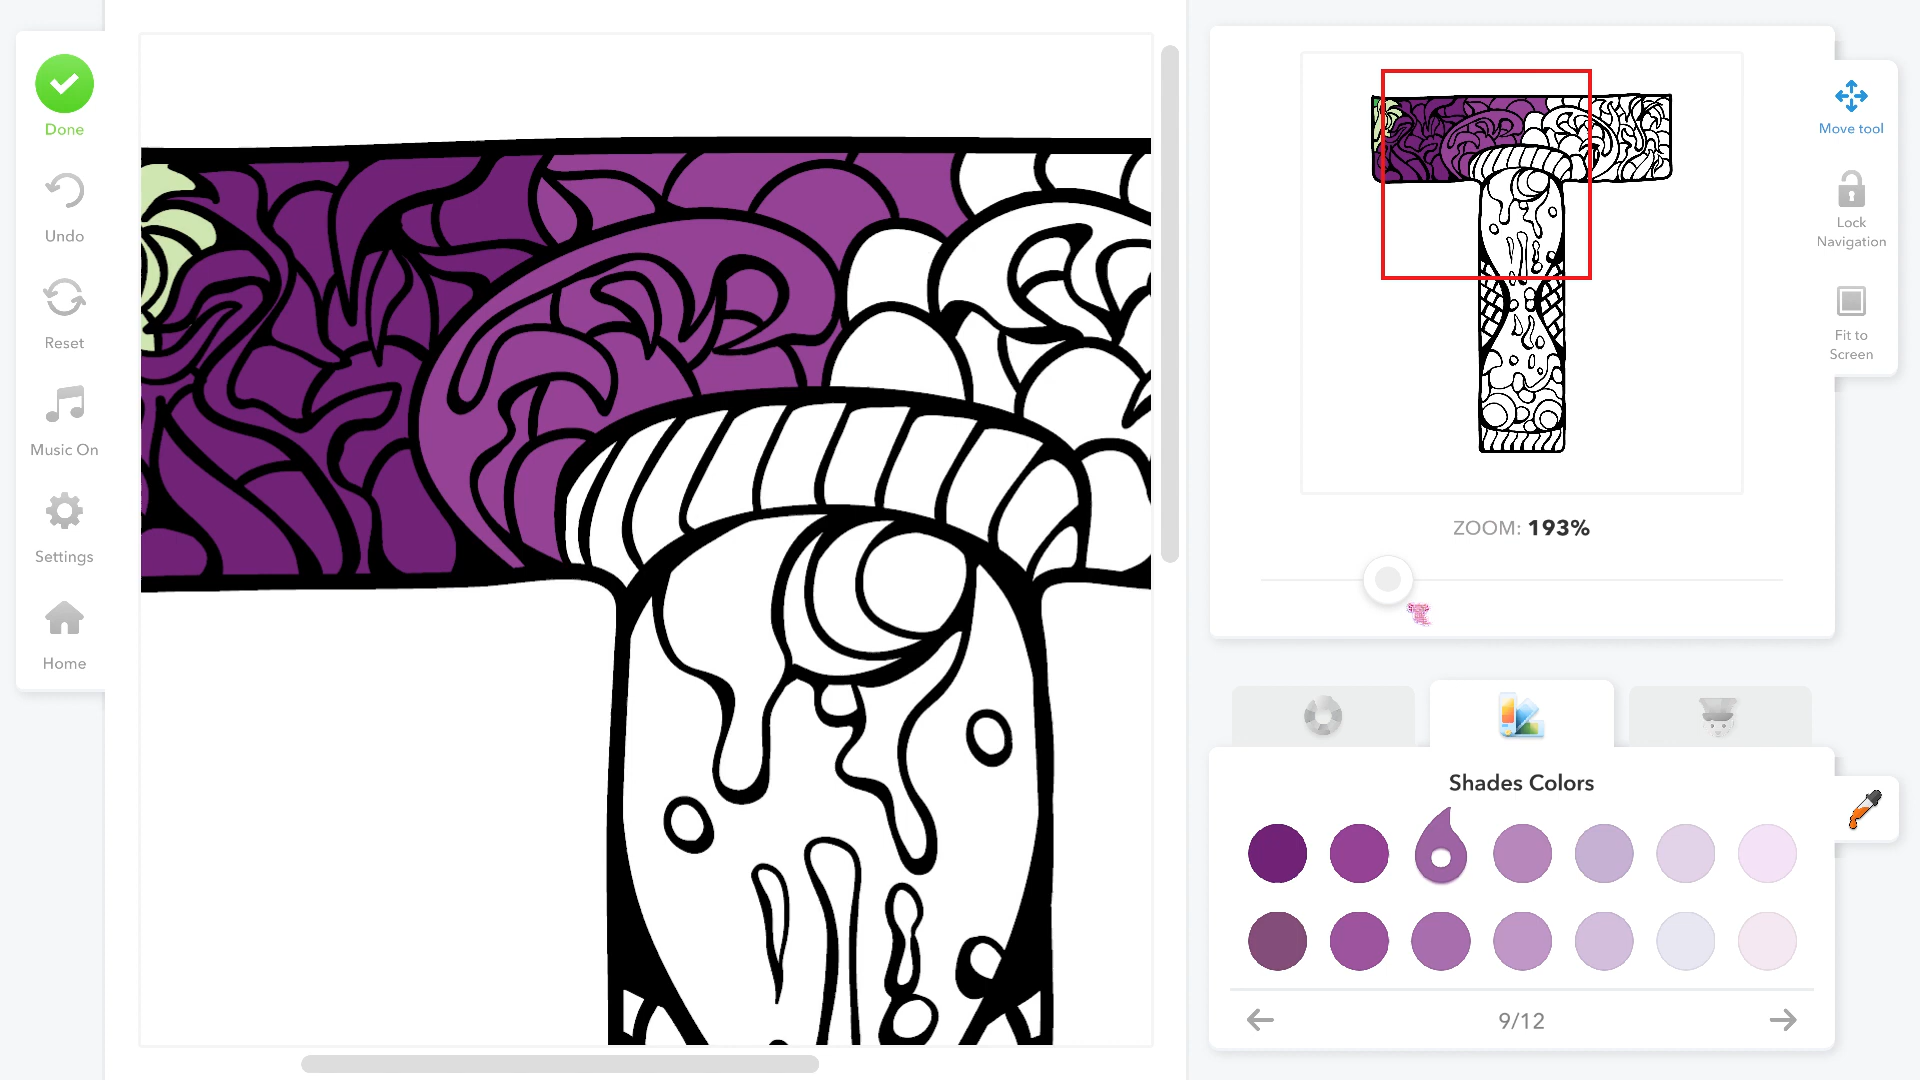 Done
Undo
Reset
Music On
Settings
Home
Move tool
Lock
Navigation
Fit to
Screen
ZOOM: 193%
Shades Colors
9/12